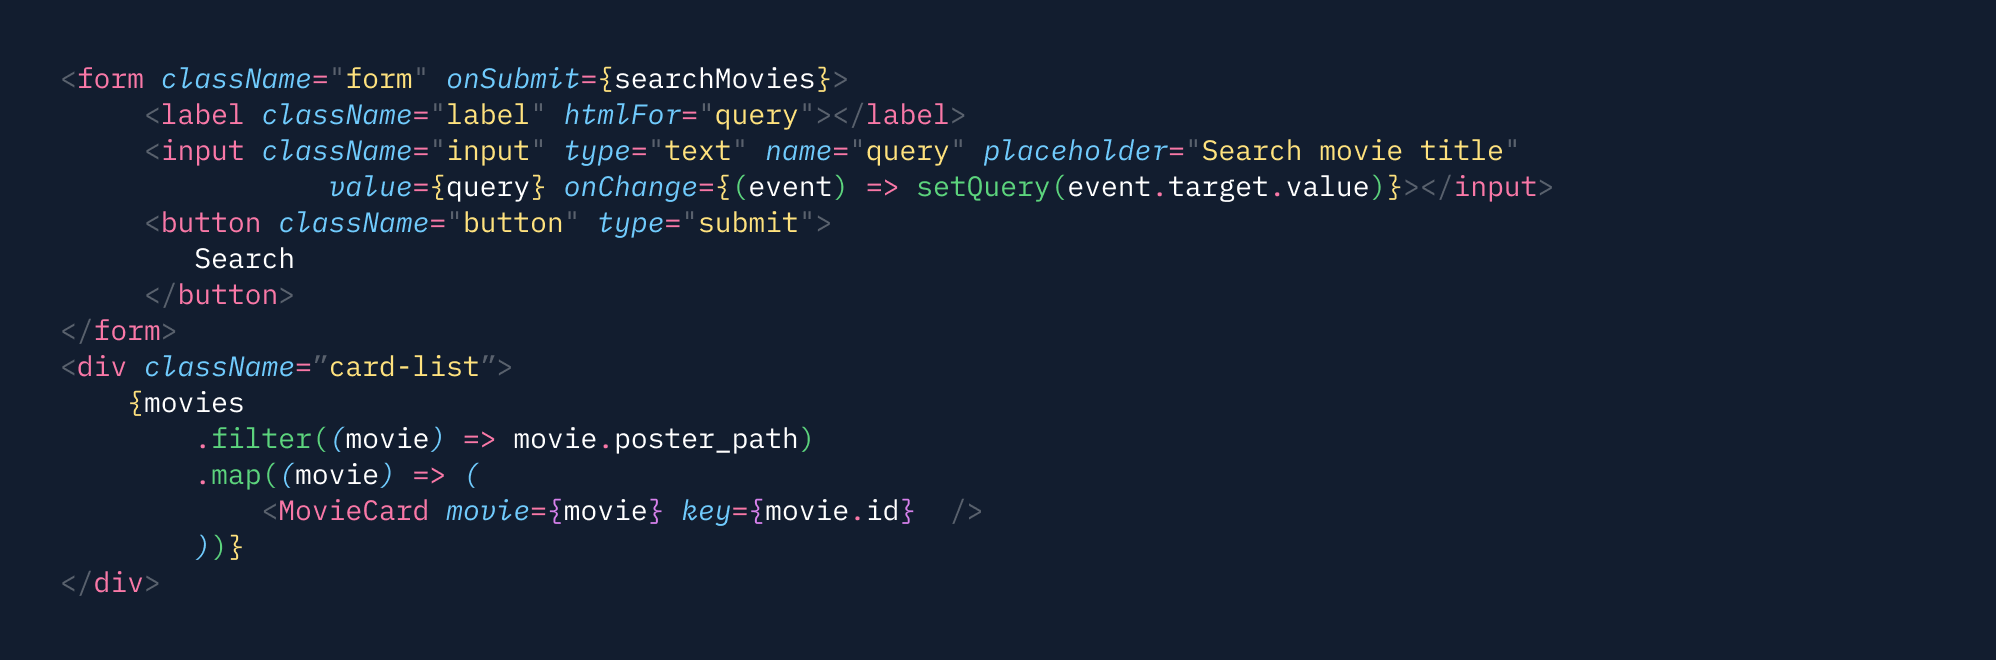 <form className="form" onSubmit={searchMovies}>
     <label className="label" htmlFor="query"></label>
     <input className="input" type="text" name="query" placeholder="Search movie title"
                value={query} onChange={(event) => setQuery(event.target.value)}></input>
     <button className="button" type="submit">
        Search
     </button>
</form>
<div className=”card-list”>
    {movies
        .filter((movie) => movie.poster_path)
        .map((movie) => (
            <MovieCard movie={movie} key={movie.id}  />
        ))}
</div>